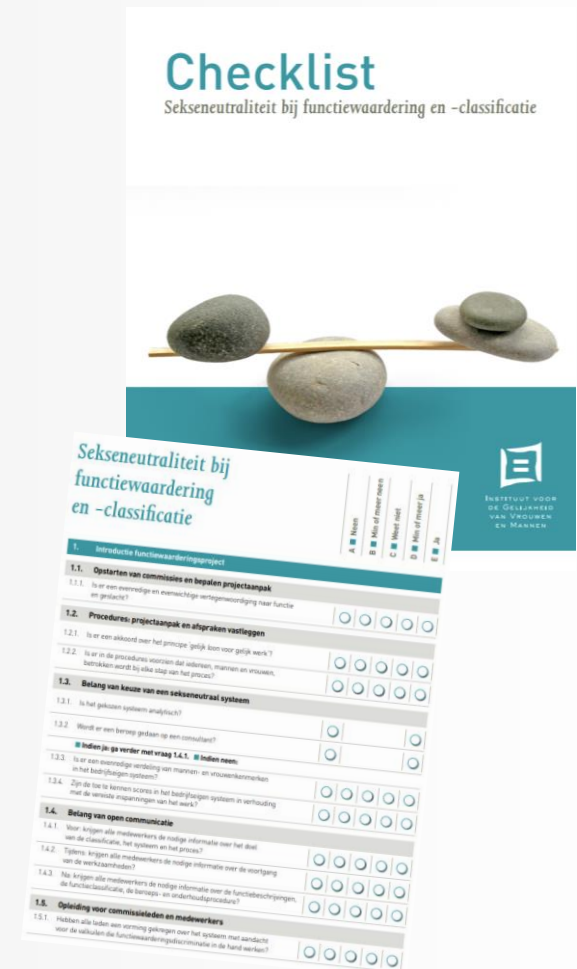 Checklist
Sekseneutraliteit bij functiewaardering en -classificatie
INSTITUUT VOOR
DE GELIJKHEID
VAN VROUWEN
EN MANNEN
Sekseneutraliteit bij
functiewaardering
en -classificatie
A Neen
B Min of meer neen
C Weet niet
D Min of meer ja
E Ja
1. Introductie functiewaarderingsproject
1.1. Opstarten van commissies en bepalen projectaanpak
1.1.1. Is er een evenredige en evenwichtige vertegenwoordiging naar functie
en geslacht?
1.2. Procedures: projectaanpak en afspraken vastleggen
1.2.1. Is er een akkoord over het principe 'gelijk loon voor gelijk werk'?
1.2.2. Is er in de procedures voorzien dat iedereen, mannen en vrouwen,
betrokken wordt bij elke stap van het proces?
1.3. Belang van keuze van een sekseneutraal systeem
1.3.1. Is het gekozen systeem analytisch?
1.3.2. Wordt er een beroep gedaan op een consultant?
Indien ja: ga verder met vraag 1.4.1. Indien neen:
1.3.3. Is er een evenredige verdeling van mannen- en vrouwenkenmerken
in het bedrijfseigen systeem?
1.3.4. Zijn de toe te kennen scores in het bedrijfseigen systeem in verhouding
met de vereiste inspanningen van het werk?
1.4. Belang van open communicatie
1.4.1. Voor: krijgen alle medewerkers de nodige informatie over het doel
van de classificatie, het systeem en het proces?
1.4.2. Tijdens: krijgen alle medewerkers de nodige informatie over de voortgang
van de werkzaamheden?
1.4.3. Na: krijgen alle medewerkers de nodige informatie over de functiebeschrijvingen,
de functieclassificatie, de beroeps- en onderhoudsprocedure?
1.5. Opleiding voor commissieleden en medewerkers
1.5.1. Hebben alle leden een vorming gekregen over het systeem met aandacht
voor de valkuilen die functiewaarderingsdiscriminatie in de hand werken?